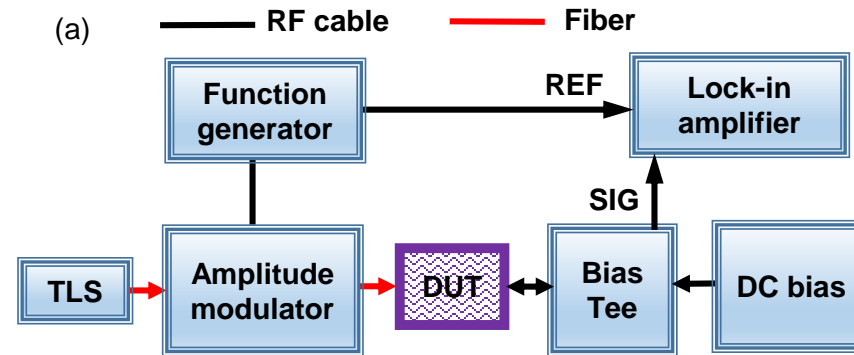 (a)
RF cable
Fiber
Function
generator
REF
Lock-in
amplifier
SIG
TLS
Amplitude
modulator
DUT
Bias
Tee
DC bias